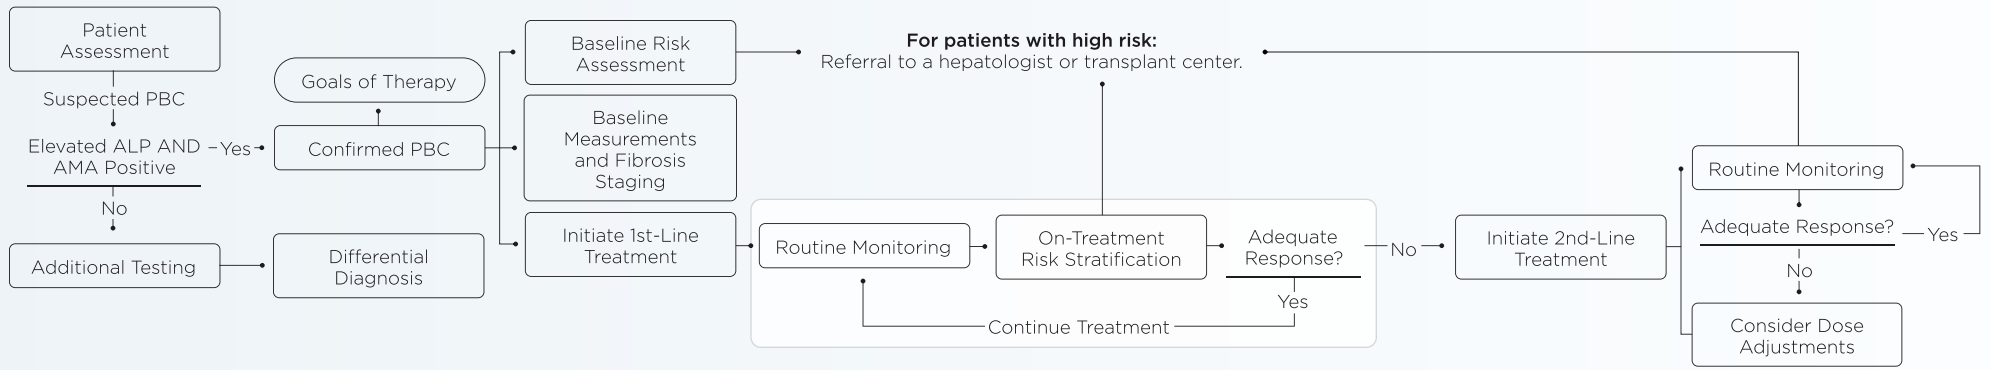 Patient
Assessment
Suspected PBC
Elevated ALP AND
AMA Positive
Yes
No
Additional Testing
Differential
Diagnosis
Goals of Therapy
Confirmed PBC
Baseline Risk
Assessment
Baseline
Measurements
and Fibrosis
Staging
Initiate 1st-Line
Treatment
For patients with high risk:
Referral to a hepatologist or transplant center.
Routine Monitoring
On-Treatment
Risk Stratification
Adequate
Response?
Yes
Continue Treatment
No
Initiate 2nd-Line
Treatment
Routine Monitoring
Adequate Response?
Yes
No
Consider Dose
Adjustments